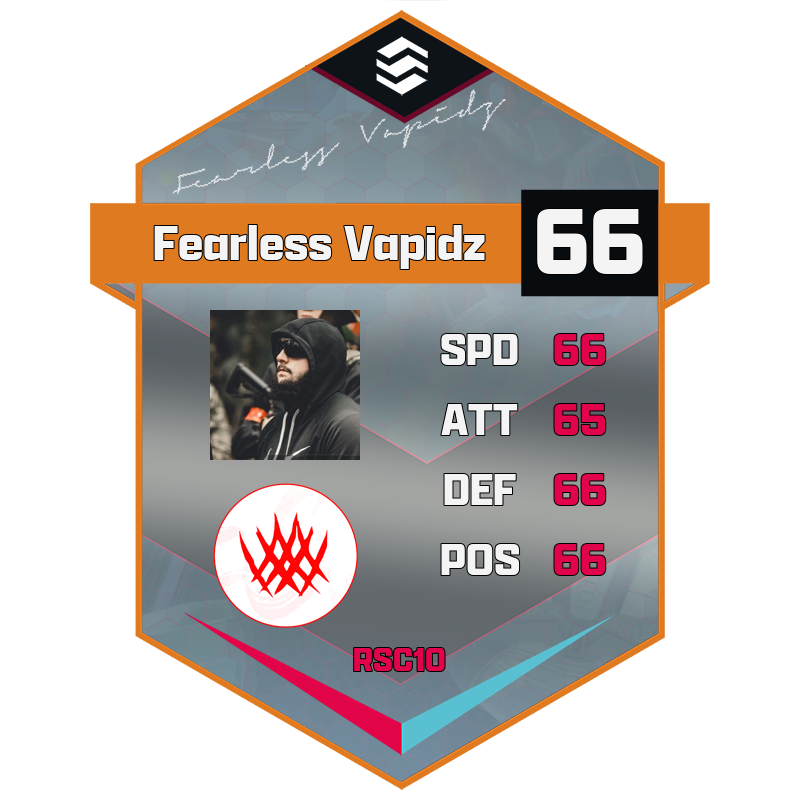 Fearless Vapidz
Fearless Vapidz 66
SPD 66
ATT 65
DEF 66
POS 66
RSC10